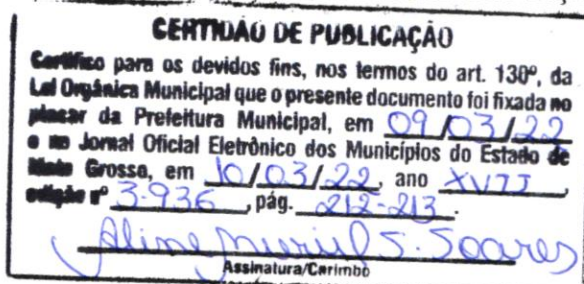 CERTIDÃO DE PUBLICAÇÃO
Certifico para os devidos fins, nos termos do art. 130º, da
Lei Orgânica Municipal que o presente documento foi fixada no
placar da Prefeitura Municipal, em 09/03/22
e no Jornal Oficial Eletrônico dos Municípios do Estado de
Mato Grosso, em 10/03/22, ano XVII,
edição nº 3.936, pág. 212-213.
Aline Muriel S. Soares
Assinatura/Carimbo